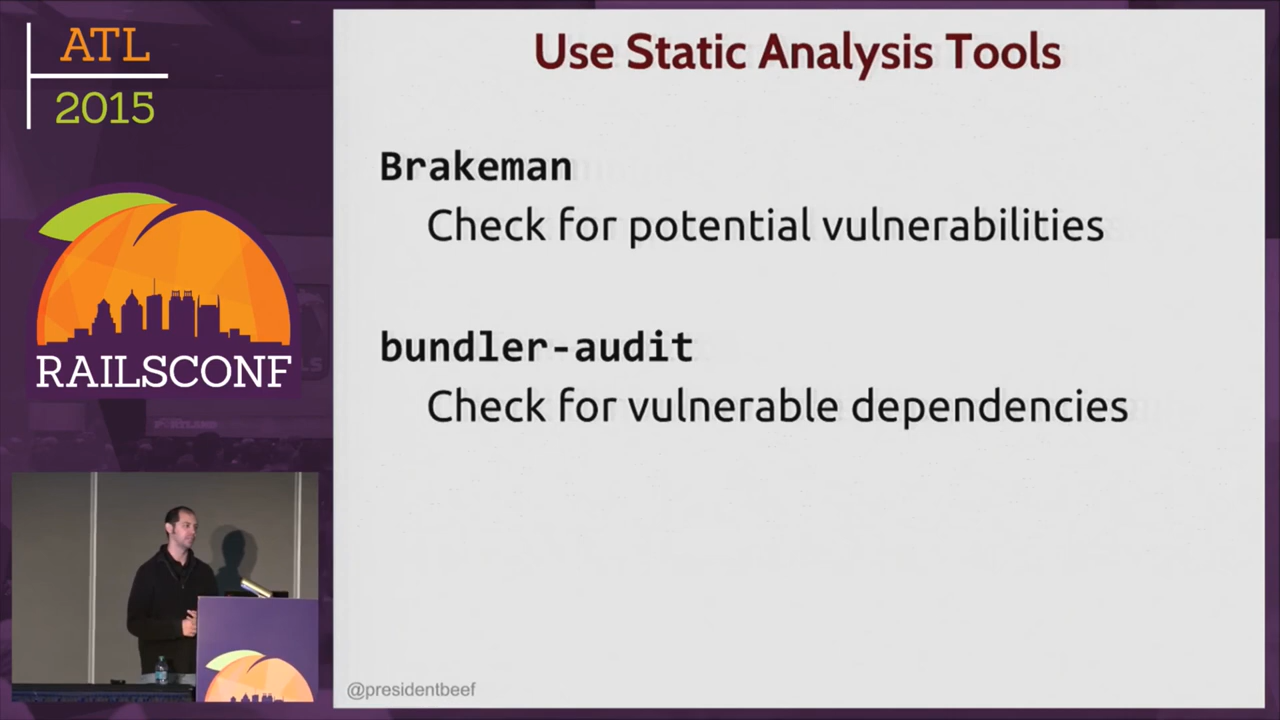 ATL
2015
RAILSCONF
Use Static Analysis Tools
Brakeman
Check for potential vulnerabilities
bundler-audit
Check for vulnerable dependencies
@presidentbeef